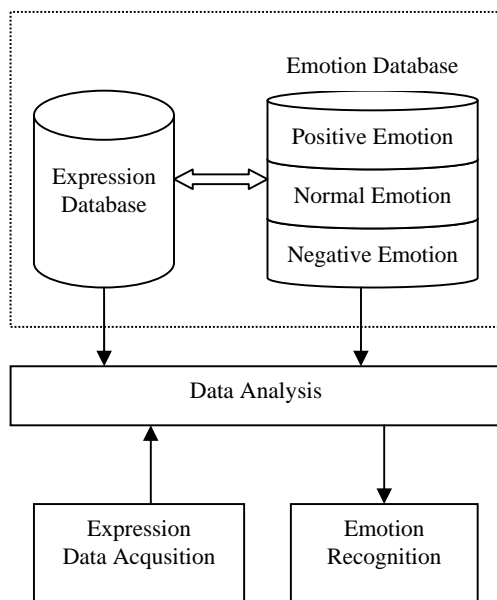 Emotion Database
Positive Emotion
Expression
Database
Normal Emotion
Negative Emotion
Data Analysis
Expression
Data Acqusition
Emotion
Recognition